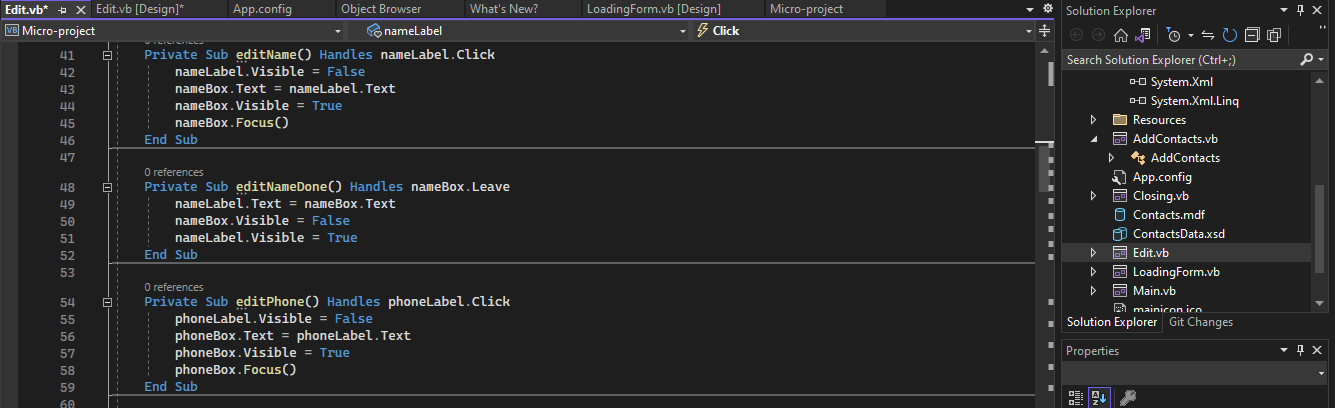 Edit.vb*
Edit.vb [Design]*
App.config
Object Browser
What's New?
LoadingForm.vb [Design]
Micro-project
VB Micro-project
nameLabel
Click
0 references
41 Private Sub editName() Handles nameLabel.Click
42 nameLabel.Visible = False
43 nameBox.Text = nameLabel.Text
44 nameBox.Visible = True
45 nameBox.Focus()
46 End Sub
47
0 references
48 Private Sub editNameDone() Handles nameBox.Leave
49 nameLabel.Text = nameBox.Text
50 nameBox.Visible = False
51 nameLabel.Visible = True
52 End Sub
53
0 references
54 Private Sub editPhone() Handles phoneLabel.Click
55 phoneLabel.Visible = False
56 phoneBox.Text = phoneLabel.Text
57 phoneBox.Visible = True
58 phoneBox.Focus()
59 End Sub
60
Solution Explorer
Search Solution Explorer (Ctrl+;)
System.Xml
System.Xml.Linq
Resources
AddContacts.vb
AddContacts
App.config
Closing.vb
Contacts.mdf
ContactsData.xsd
Edit.vb
LoadingForm.vb
Main.vb
mainicon.ico
Solution Explorer Git Changes
Properties